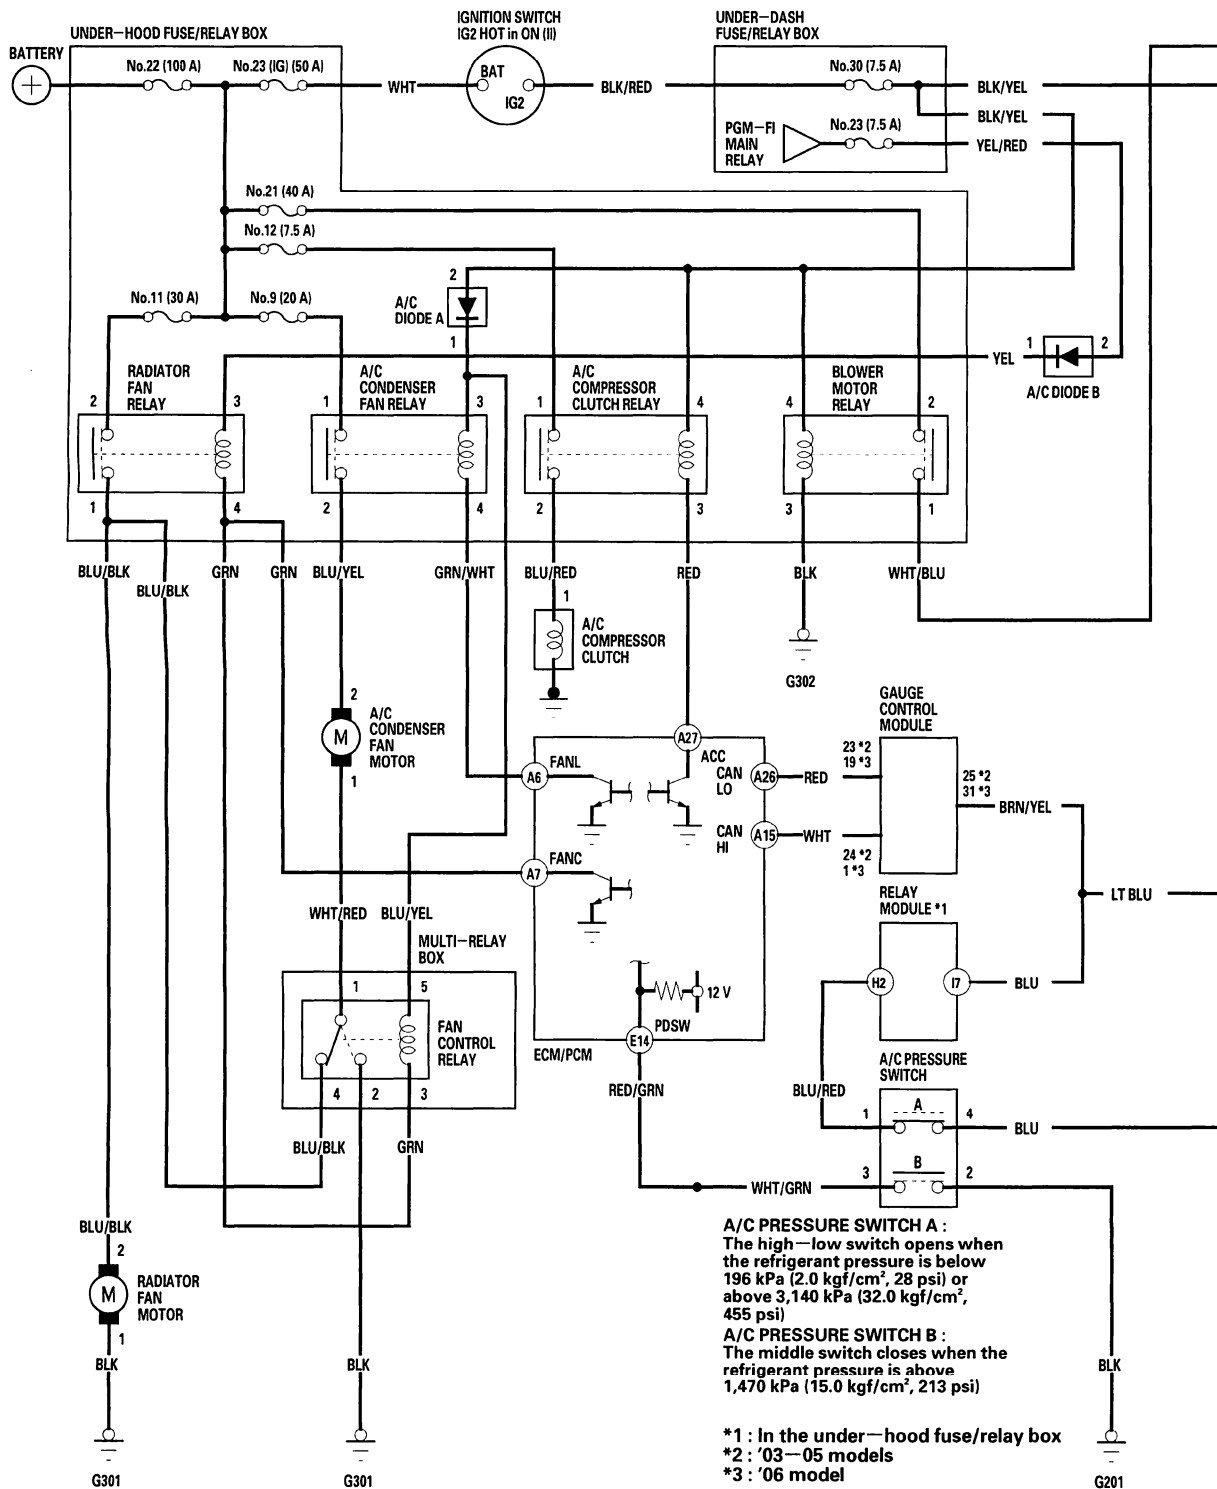 IGNITION SWITCH
IG2 HOT in ON (II)
UNDER-DASH
FUSE/RELAY BOX
UNDER-HOOD FUSE/RELAY BOX
BATTERY
No.22 (100 A)
No.23 (IG) (50 A)
WHT
BAT
IG2
BLK/RED
No.30 (7.5 A)
BLK/YEL
BLK/YEL
PGM-FI
MAIN
RELAY
No.23 (7.5 A)
YEL/RED
No.21 (40 A)
No.12 (7.5 A)
2
A/C
DIODE A
1
No.11 (30 A)
No.9 (20 A)
1
2
YEL
A/C DIODE B
RADIATOR
FAN
RELAY
2
3
A/C
CONDENSER
FAN RELAY
1
3
A/C
COMPRESSOR
CLUTCH RELAY
1
4
BLOWER
MOTOR
RELAY
4
2
1
4
2
4
2
3
3
1
BLU/BLK
BLU/BLK
GRN
GRN
BLU/YEL
GRN/WHT
BLU/RED
RED
BLK
WHT/BLU
1
A/C
COMPRESSOR
CLUTCH
G302
2
M
A/C
CONDENSER
FAN
MOTOR
1
GAUGE
CONTROL
MODULE
A27
ACC
A6
FANL
CAN
LO
A26
RED
23 *2
19 *3
25 *2
31 *3
BRN/YEL
CAN
HI
A15
WHT
24 *2
1 *3
A7
FANC
RELAY
MODULE *1
LT BLU
WHT/RED
BLU/YEL
MULTI-RELAY
BOX
H2
I7
BLU
1
5
12 V
FAN
CONTROL
RELAY
PDSW
E14
ECM/PCM
A/C PRESSURE
SWITCH
4
2
3
RED/GRN
BLU/RED
1
A
4
BLU
BLU/BLK
GRN
3
B
2
WHT/GRN
A/C PRESSURE SWITCH A :
The high-low switch opens when
the refrigerant pressure is below
196 kPa (2.0 kgf/cm², 28 psi) or
above 3,140 kPa (32.0 kgf/cm²,
455 psi)
A/C PRESSURE SWITCH B :
The middle switch closes when the
refrigerant pressure is above
1,470 kPa (15.0 kgf/cm², 213 psi)
BLU/BLK
2
M
RADIATOR
FAN
MOTOR
1
BLK
BLK
BLK
*1 : In the under-hood fuse/relay box
*2 : '03-05 models
*3 : '06 model
G301
G301
G201